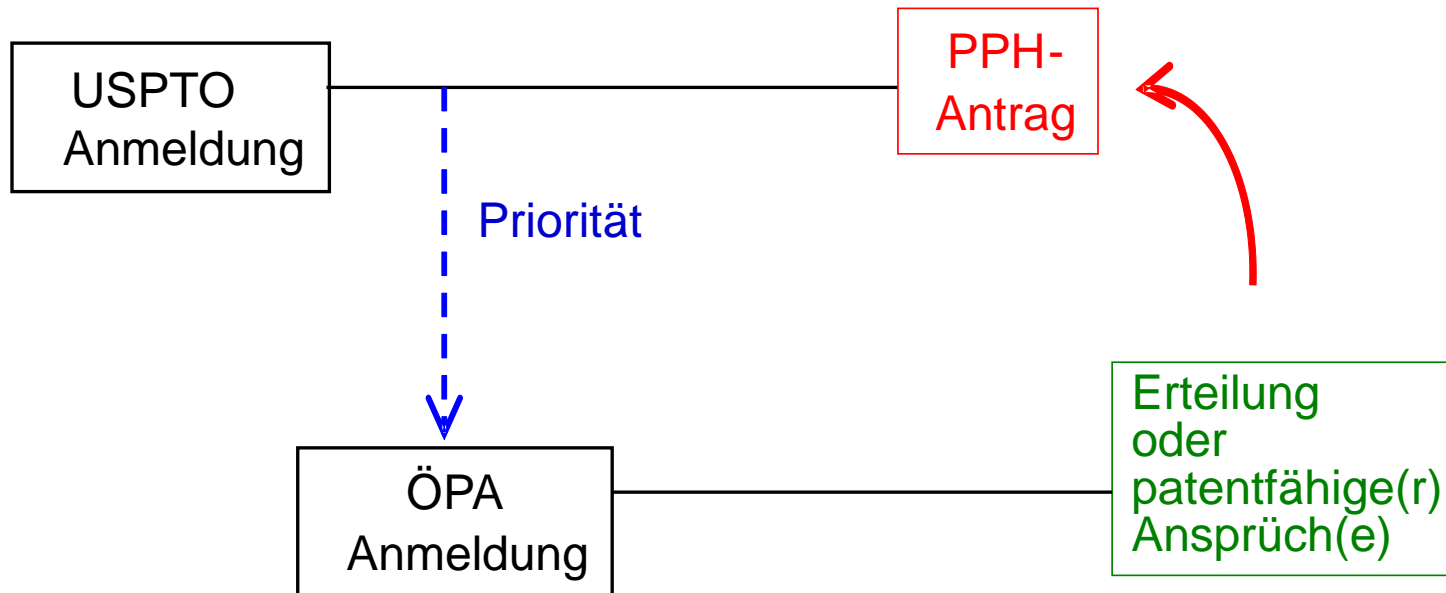 USPTO
Anmeldung
PPH-
Antrag
Priorität
ÖPA
Anmeldung
Erteilung
oder
patentfähige(r)
Ansprüch(e)